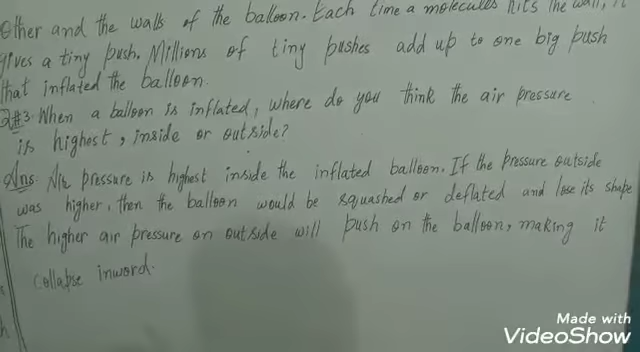 Other and the walls of the balloon. Each time a molecules hits the wall, it
gives a tiny push. Millions of tiny pushes add up to one big push
that inflated the balloon.
Q#3. When a balloon is inflated, where do you think the air pressure
is highest, inside or outside?
Ans. Air pressure is highest inside the inflated balloon. If the pressure outside
was higher, then the balloon would be squashed or deflated and lose its shape
The higher air pressure on outside will push on the balloon, making it
collapse inword.
Made with
VideoShow